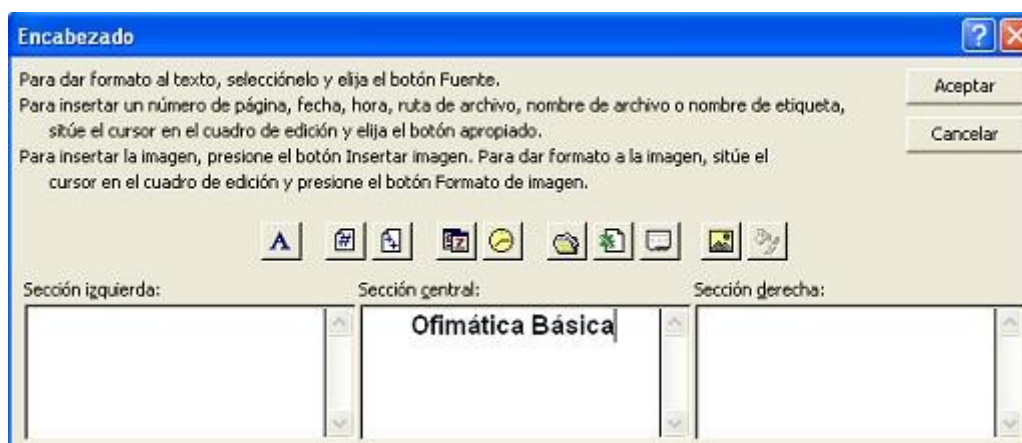 Encabezado
Para dar formato al texto, selecciónelo y elija el botón Fuente.
Para insertar un número de página, fecha, hora, ruta de archivo, nombre de archivo o nombre de etiqueta,
sitúe el cursor en el cuadro de edición y elija el botón apropiado.
Para insertar la imagen, presione el botón Insertar imagen. Para dar formato a la imagen, sitúe el
cursor en el cuadro de edición y presione el botón Formato de imagen.
Aceptar
Cancelar
Sección izquierda:
Sección central:
Sección derecha:
Ofimática Básica